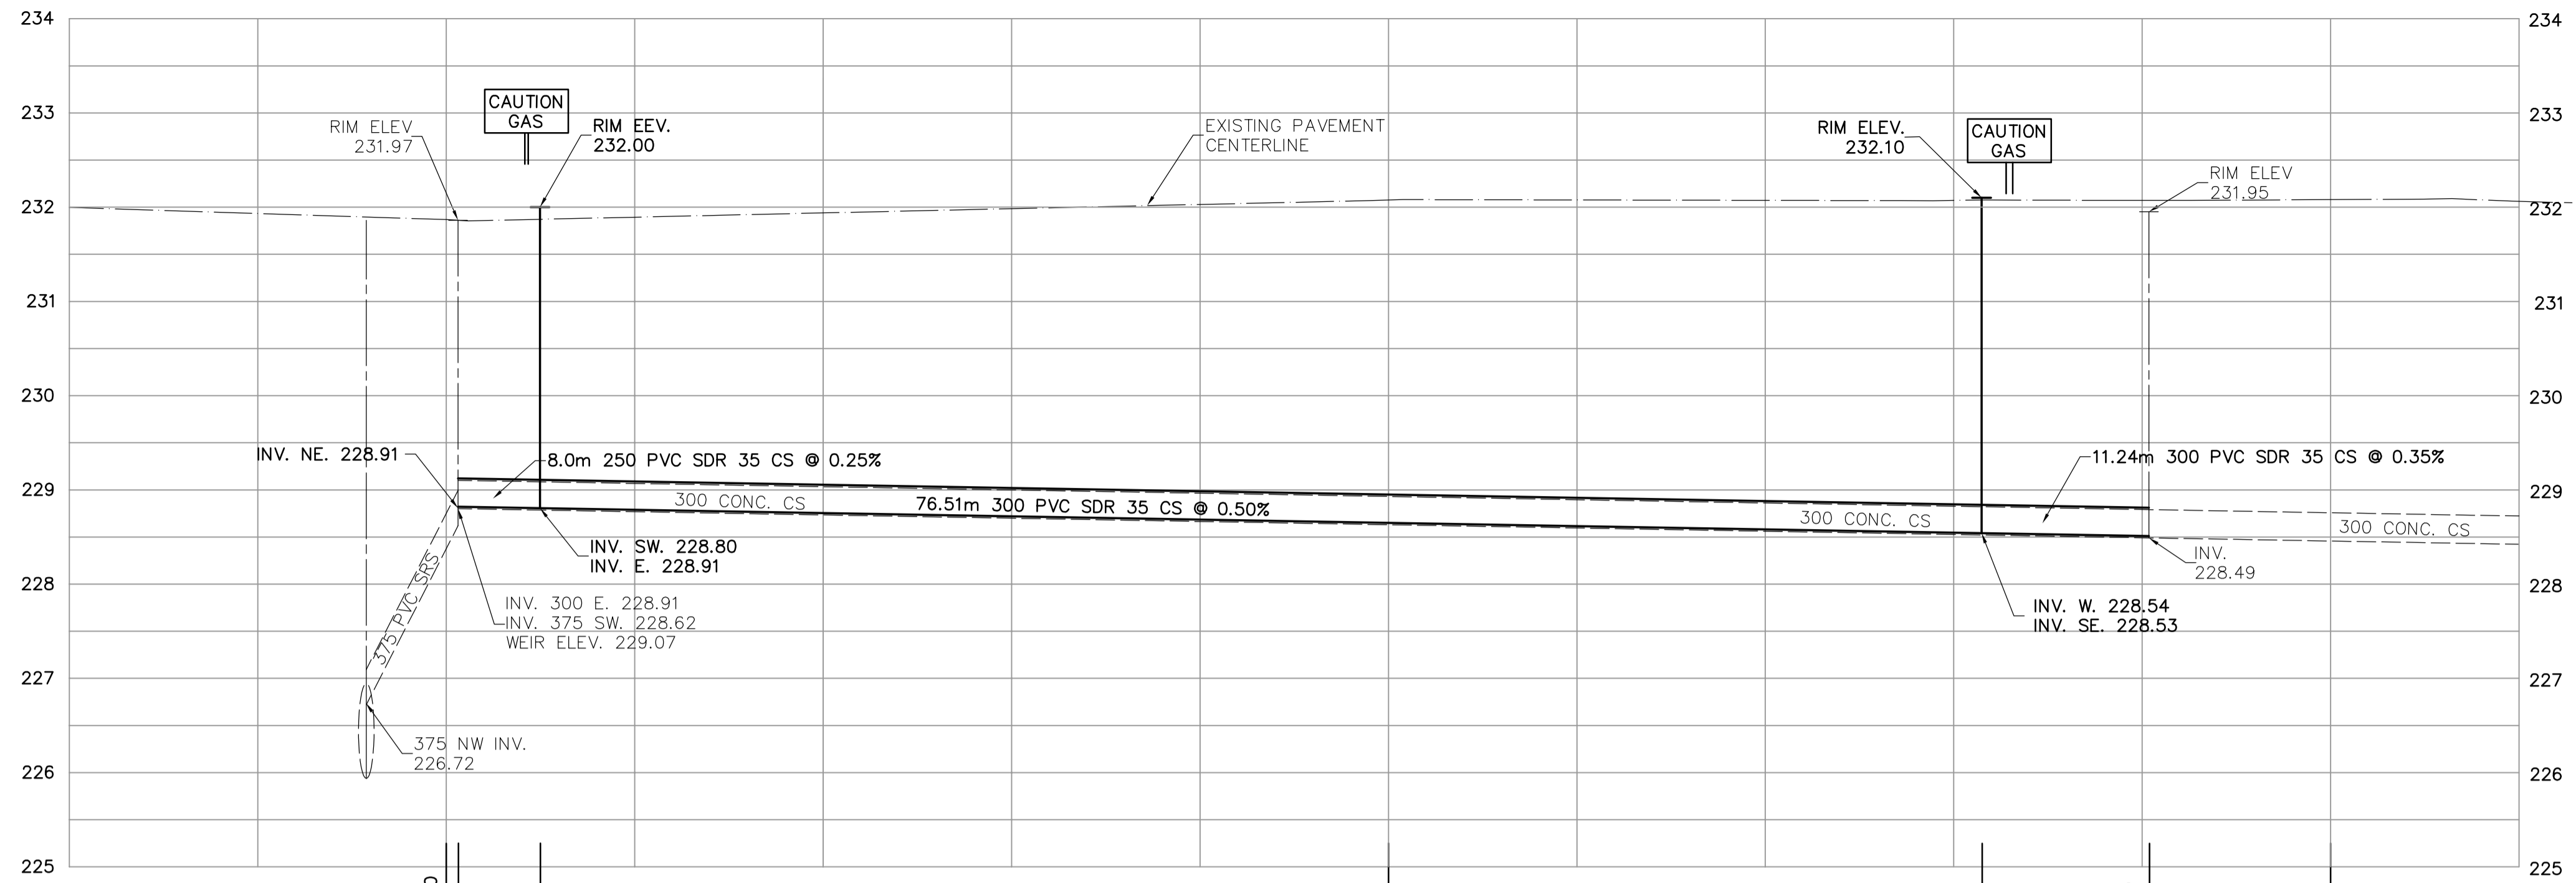 234
234
233
CAUTION
GAS
RIM ELEV
231.97
RIM EEV.
232.00
EXISTING PAVEMENT
CENTERLINE
RIM ELEV.
232.10
CAUTION
GAS
233
RIM ELEV
231.95
232
232
231
231
230
230
INV. NE. 228.91
8.0m 250 PVC SDR 35 CS @ 0.25%
11.24m 300 PVC SDR 35 CS @ 0.35%
229
229
300 CONC. CS
76.51m 300 PVC SDR 35 CS @ 0.50%
300 CONC. CS
300 CONC. CS
INV. SW. 228.80
INV. E. 228.91
INV.
228.49
228
228
375 PVC SRS
INV. 300 E. 228.91
INV. 375 SW. 228.62
WEIR ELEV. 229.07
INV. W. 228.54
INV. SE. 228.53
227
227
375 NW INV.
226.72
226
226
225
225